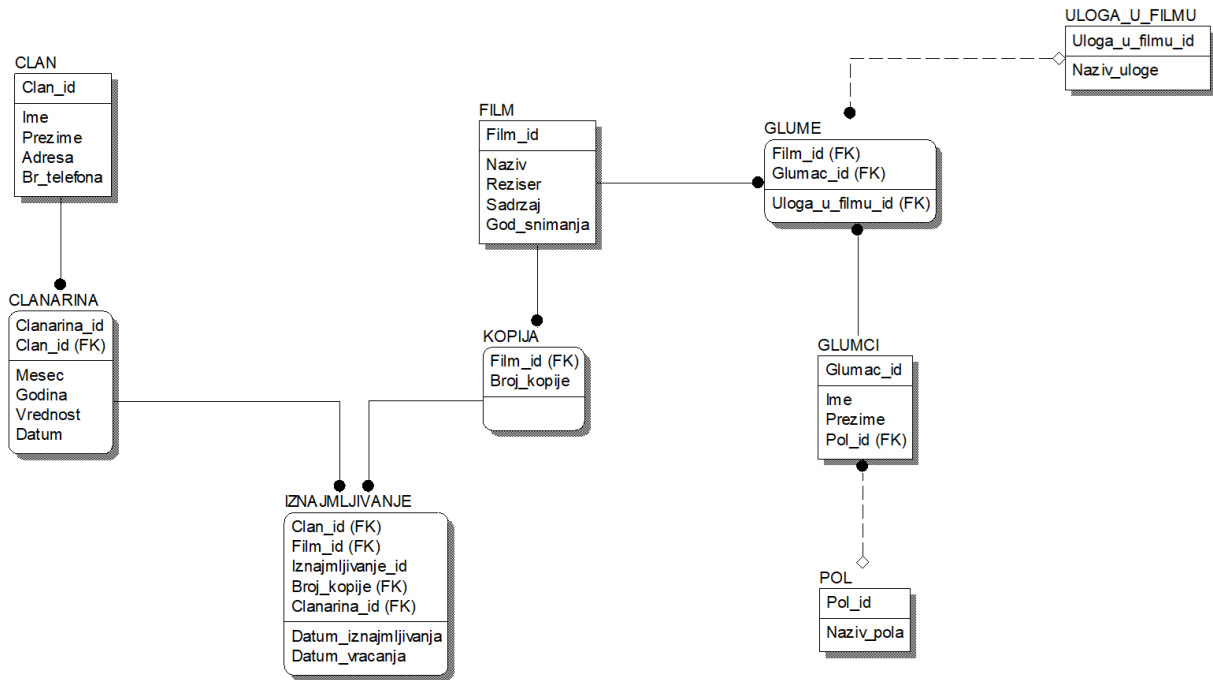 CLAN
Clan_id
Ime
Prezime
Adresa
Br_telefona
CLANARINA
Clanarina_id
Clan_id (FK)
Mesec
Godina
Vrednost
Datum
IZNAJMLJIVANJE
Clan_id (FK)
Film_id (FK)
Iznajmljivanje_id
Broj_kopije (FK)
Clanarina_id (FK)
Datum_iznajmljivanja
Datum_vracanja
FILM
Film_id
Naziv
Reziser
Sadrzaj
God_snimanja
KOPIJA
Film_id (FK)
Broj_kopije
ULOGA_U_FILMU
Uloga_u_filmu_id
Naziv_uloge
GLUME
Film_id (FK)
Glumac_id (FK)
Uloga_u_filmu_id (FK)
GLUMCI
Glumac_id
Ime
Prezime
Pol_id (FK)
POL
Pol_id
Naziv_pola